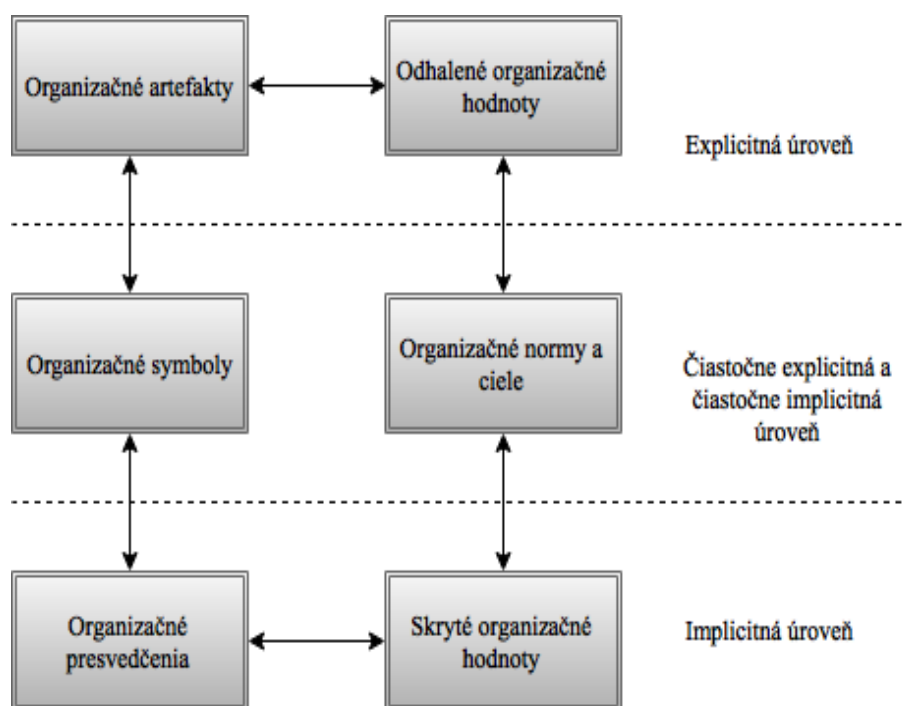 Organizačné artefakty
Odhalené organizačné
hodnoty
Explicitná úroveň
Organizačné symboly
Organizačné normy a
ciele
Čiastočne explicitná a
čiastočne implicitná
úroveň
Organizačné
presvedčenia
Skryté organizačné
hodnoty
Implicitná úroveň